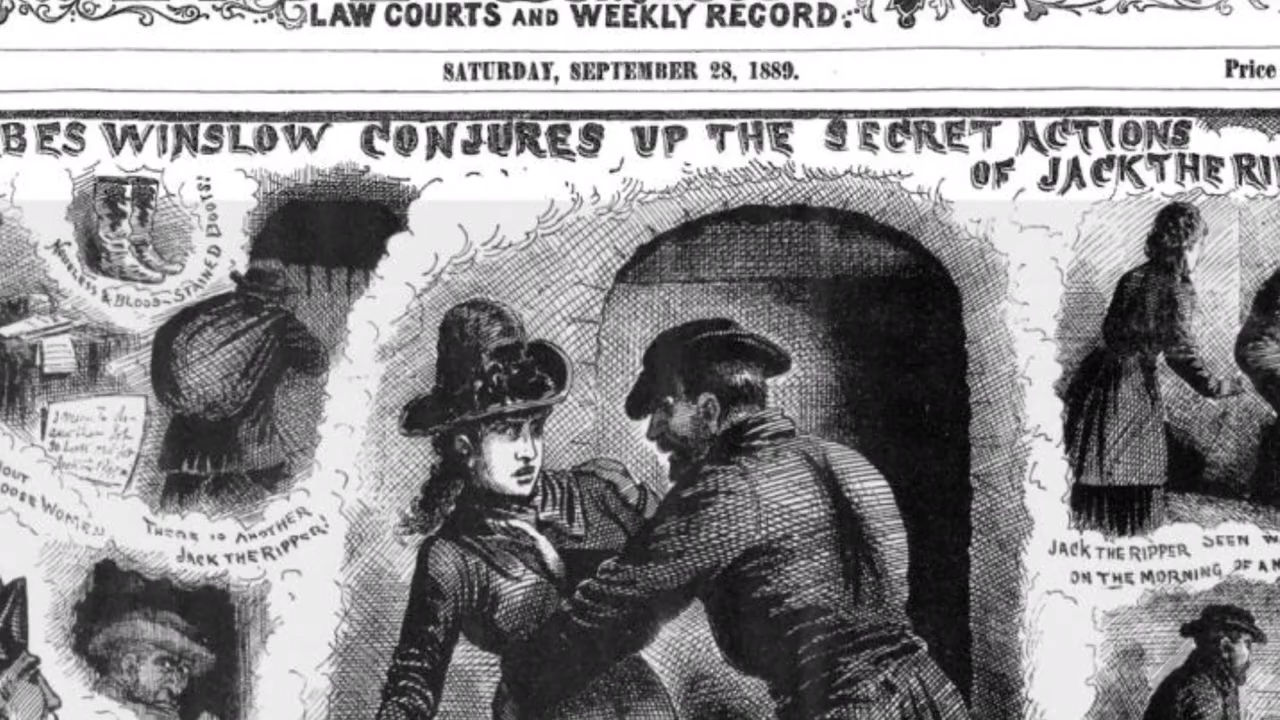 LAW COURTS AND WEEKLY RECORD.
SATURDAY, SEPTEMBER 28, 1889.
Price
BES WINSLOW CONJURES UP THE SECRET ACTIONS
OF JACK THE RI
& BLOOD-STAINED BOOTS!
LOOSE WOMEN
THERE IS ANOTHER
JACK THE RIPPER!
JACK THE RIPPER SEEN W
ON THE MORNING OF A